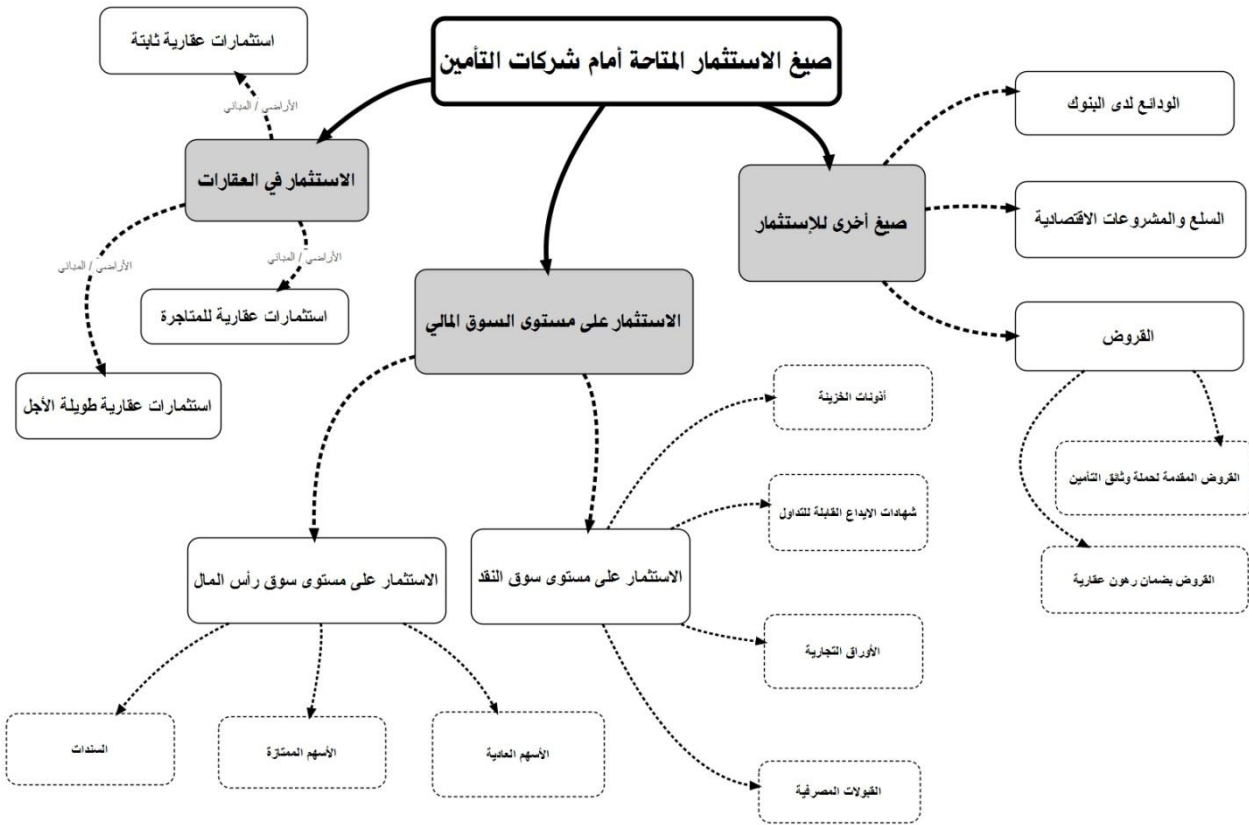 صيغ الاستثمار المتاحة أمام شركات التأمين
الاستثمار في العقارات
استثمارات عقارية ثابتة
الأراضي / المباني
استثمارات عقارية للمتاجرة
الأراضي / المباني
استثمارات عقارية طويلة الأجل
الأراضي / المباني
الاستثمار على مستوى السوق المالي
الاستثمار على مستوى سوق رأس المال
السندات
الأسهم الممتازة
الأسهم العادية
الاستثمار على مستوى سوق النقد
أذونات الخزينة
شهادات الايداع القابلة للتداول
الأوراق التجارية
القبولات المصرفية
صيغ أخرى للإستثمار
الودائع لدى البنوك
السلع والمشروعات الاقتصادية
القروض
القروض المقدمة لحملة وثائق التأمين
القروض بضمان رهون عقارية